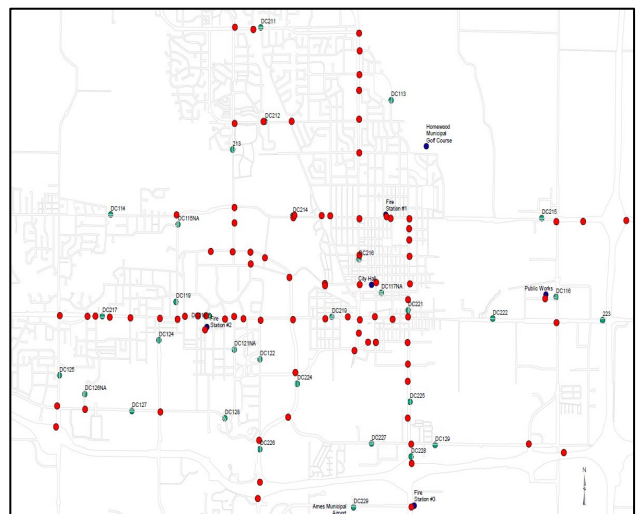 DC211
DC113
DC212
Homewood
Municipal
Golf Course
213
DC114
DC115NA
DC214
Fire
Station #1
DC215
DC216
City Hall
DC117NA
Public Works
DC116
DC119
DC217
Fire
Station #2
DC219
DC221
DC222
223
DC124
DC121NA
DC122
DC125
DC126NA
DC224
DC127
DC128
DC225
DC226
DC227
DC228
DC129
N
DC229
Ames Municipal
Airport
Fire
Station #3